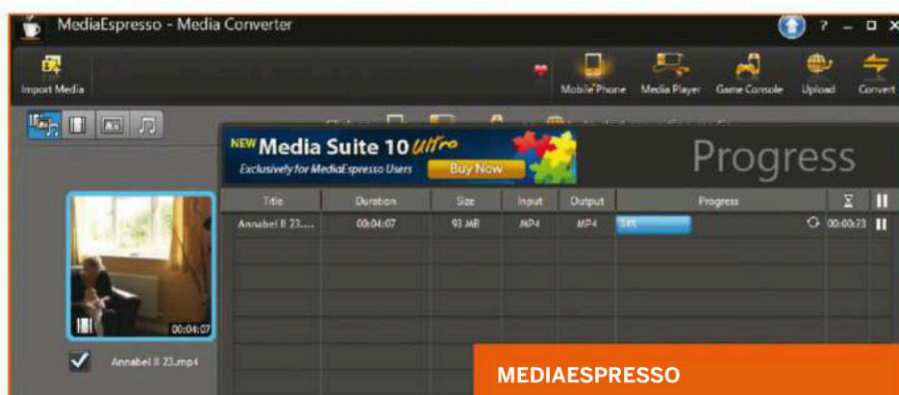 MediaEspresso - Media Converter
?
Import Media
Mobile Phone
Media Player
Game Console
Upload
Convert
NEW Media Suite 10 Ultra
Exclusively for MediaEspresso Users
Buy Now
Progress
Title Duration Size Input Output Progress
Annabel II 23.... 00:04:07 93 MB MP4 MP4 34% 00:00:23
00:04:07
Annabel II 23.mp4
MEDIAESPRESSO